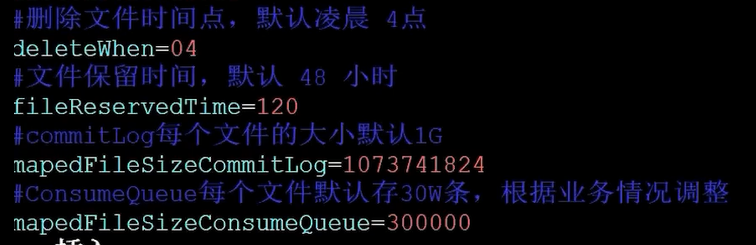 #删除文件时间点，默认凌晨 4点
deleteWhen=04
#文件保留时间，默认 48 小时
fileReservedTime=120
#commitLog每个文件的大小默认1G
mapedFileSizeCommitLog=1073741824
#ConsumeQueue每个文件默认存30W条，根据业务情况调整
mapedFileSizeConsumeQueue=300000